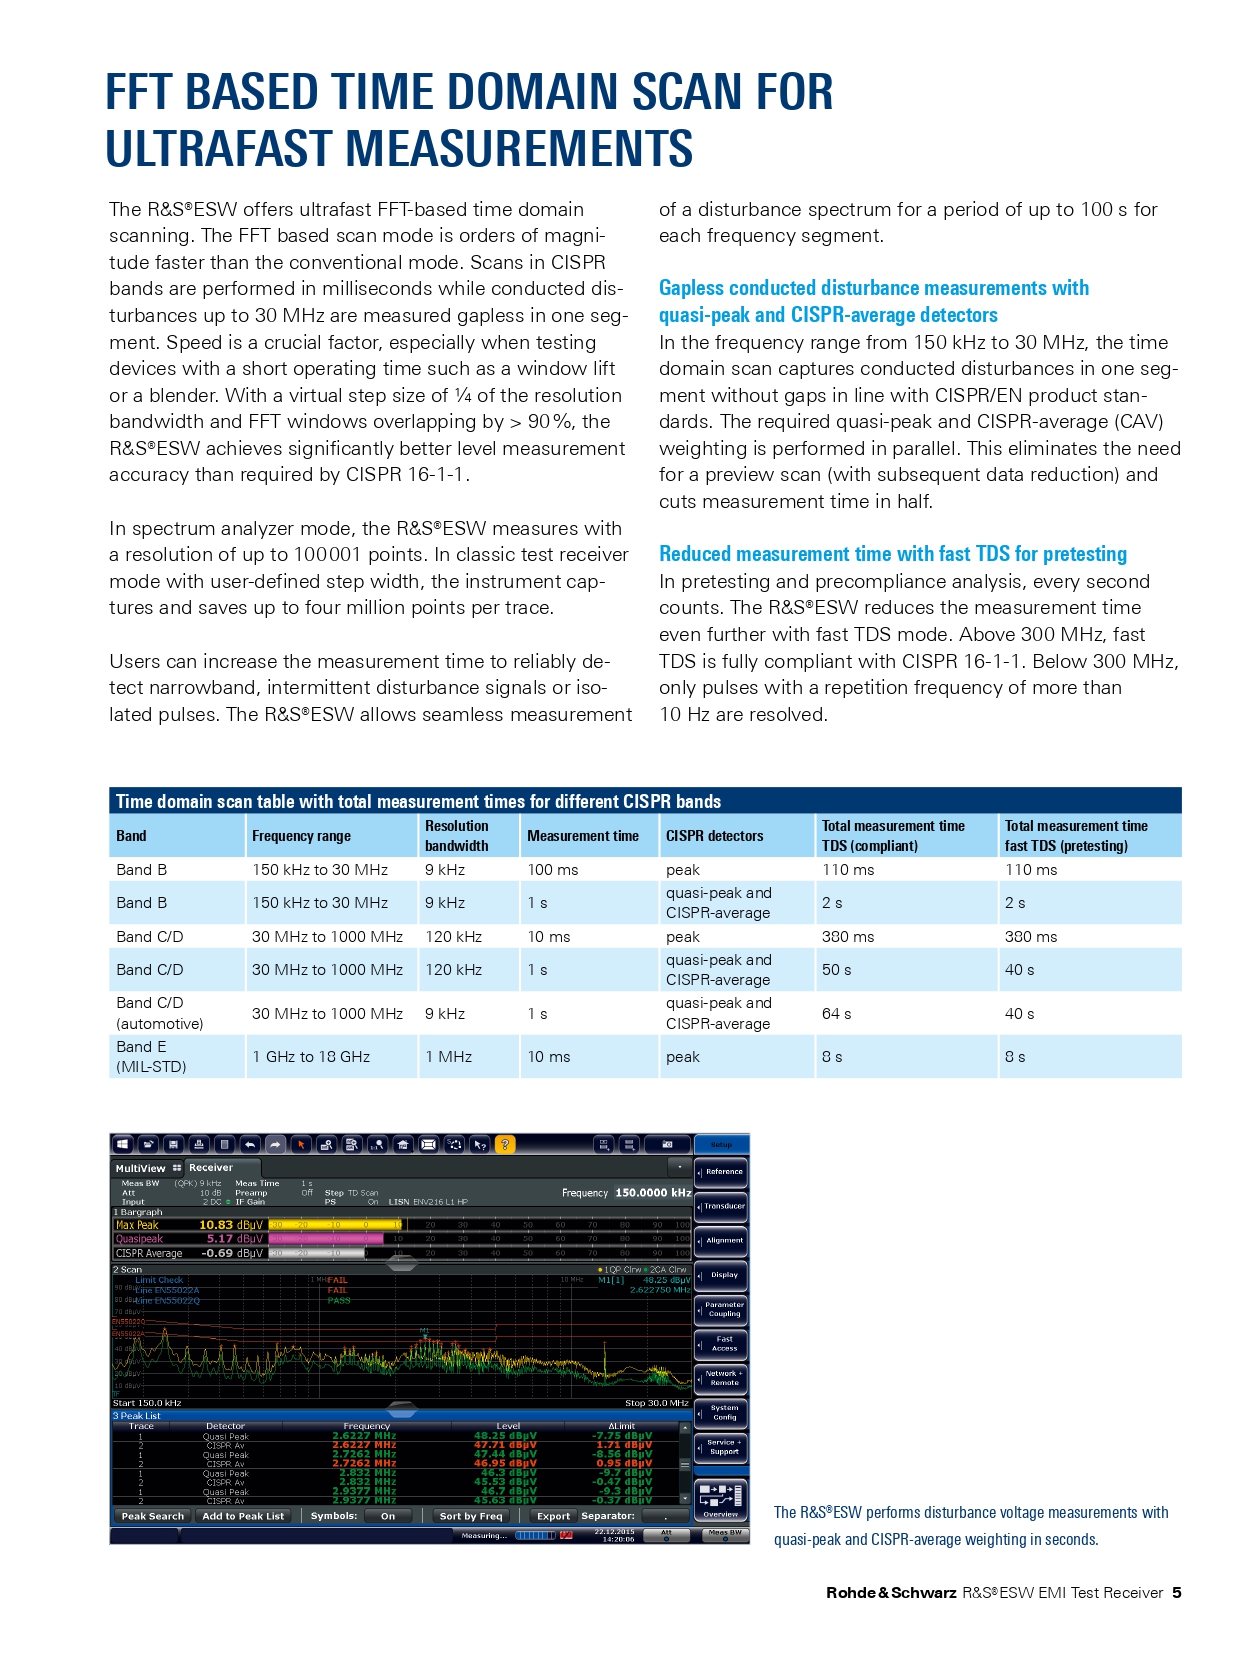 FFT BASED TIME DOMAIN SCAN FOR
ULTRAFAST MEASUREMENTS
The R&S®ESW offers ultrafast FFT-based time domain
scanning. The FFT based scan mode is orders of magni-
tude faster than the conventional mode. Scans in CISPR
bands are performed in milliseconds while conducted dis-
turbances up to 30 MHz are measured gapless in one seg-
ment. Speed is a crucial factor, especially when testing
devices with a short operating time such as a window lift
or a blender. With a virtual step size of ¼ of the resolution
bandwidth and FFT windows overlapping by > 90 %, the
R&S®ESW achieves significantly better level measurement
accuracy than required by CISPR 16-1-1.
In spectrum analyzer mode, the R&S®ESW measures with
a resolution of up to 100 001 points. In classic test receiver
mode with user-defined step width, the instrument cap-
tures and saves up to four million points per trace.
Users can increase the measurement time to reliably de-
tect narrowband, intermittent disturbance signals or iso-
lated pulses. The R&S®ESW allows seamless measurement
of a disturbance spectrum for a period of up to 100 s for
each frequency segment.
Gapless conducted disturbance measurements with
quasi-peak and CISPR-average detectors
In the frequency range from 150 kHz to 30 MHz, the time
domain scan captures conducted disturbances in one seg-
ment without gaps in line with CISPR/EN product stan-
dards. The required quasi-peak and CISPR-average (CAV)
weighting is performed in parallel. This eliminates the need
for a preview scan (with subsequent data reduction) and
cuts measurement time in half.
Reduced measurement time with fast TDS for pretesting
In pretesting and precompliance analysis, every second
counts. The R&S®ESW reduces the measurement time
even further with fast TDS mode. Above 300 MHz, fast
TDS is fully compliant with CISPR 16-1-1. Below 300 MHz,
only pulses with a repetition frequency of more than
10 Hz are resolved.
Time domain scan table with total measurement times for different CISPR bands
Band Frequency range Resolution bandwidth Measurement time CISPR detectors Total measurement time TDS (compliant) Total measurement time fast TDS (pretesting)
Band B 150 kHz to 30 MHz 9 kHz 100 ms peak 110 ms 110 ms
Band B 150 kHz to 30 MHz 9 kHz 1 s quasi-peak and CISPR-average 2 s 2 s
Band C/D 30 MHz to 1000 MHz 120 kHz 10 ms peak 380 ms 380 ms
Band C/D 30 MHz to 1000 MHz 120 kHz 1 s quasi-peak and CISPR-average 50 s 40 s
Band C/D (automotive) 30 MHz to 1000 MHz 9 kHz 1 s quasi-peak and CISPR-average 64 s 40 s
Band E (MIL-STD) 1 GHz to 18 GHz 1 MHz 10 ms peak 8 s 8 s
Setup
MultiView Receiver
Reference
Meas BW (QPK) 9 kHz Meas Time 1 s
Att 10 dB Preamp Off Step TD Scan
Input 2 DC IF Gain PS On LISN ENV216 L1 HP
Frequency 150.0000 kHz
Transducer
1 Bargraph
Max Peak 10.83 dBµV
Quasipeak 5.17 dBµV
CISPR Average -0.69 dBµV
Alignment
2 Scan
1QP Clrw 2CA Clrw
Display
Limit Check FAIL
Line EN55022A FAIL
Line EN55022Q PASS
1 MHz
10 MHz
M1[1] 48.25 dBµV
2.622750 MHz
Parameter
Coupling
EN55022Q
EN55022A
M1
TF
Fast
Access
Network +
Remote
Start 150.0 kHz Stop 30.0 MHz
System
Config
3 Peak List
Trace Detector Frequency Level ΔLimit
1 Quasi Peak 2.6227 MHz 48.25 dBµV -7.75 dBµV
2 CISPR Av 2.6227 MHz 47.71 dBµV 1.71 dBµV
1 Quasi Peak 2.7262 MHz 47.44 dBµV -8.56 dBµV
2 CISPR Av 2.7262 MHz 46.95 dBµV 0.95 dBµV
1 Quasi Peak 2.832 MHz 46.3 dBµV -9.7 dBµV
2 CISPR Av 2.832 MHz 45.53 dBµV -0.47 dBµV
1 Quasi Peak 2.9377 MHz 46.7 dBµV -9.3 dBµV
2 CISPR Av 2.9377 MHz 45.63 dBµV -0.37 dBµV
Service +
Support
Overview
Peak Search Add to Peak List Symbols: On Sort by Freq Export Separator: .
Measuring... 22.12.2015 14:20:06 Att Meas BW
The R&S®ESW performs disturbance voltage measurements with
quasi-peak and CISPR-average weighting in seconds.
Rohde & Schwarz R&S®ESW EMI Test Receiver 5